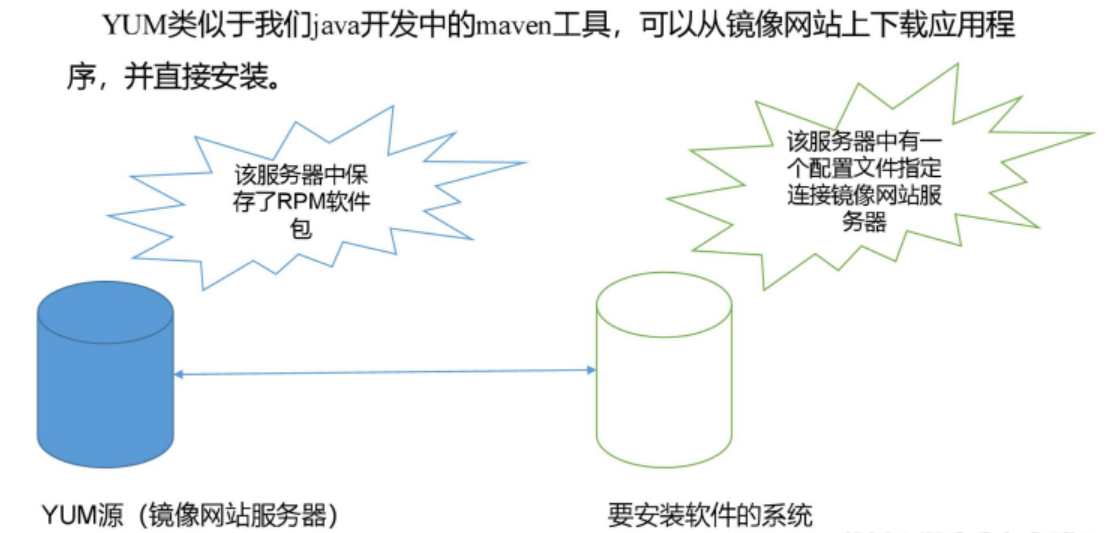 YUM类似于我们java开发中的maven工具，可以从镜像网站上下载应用程
序，并直接安装。
该服务器中保
存了RPM软件
包
该服务器中有一
个配置文件指定
连接镜像网站服
务器
YUM源（镜像网站服务器）
要安装软件的系统